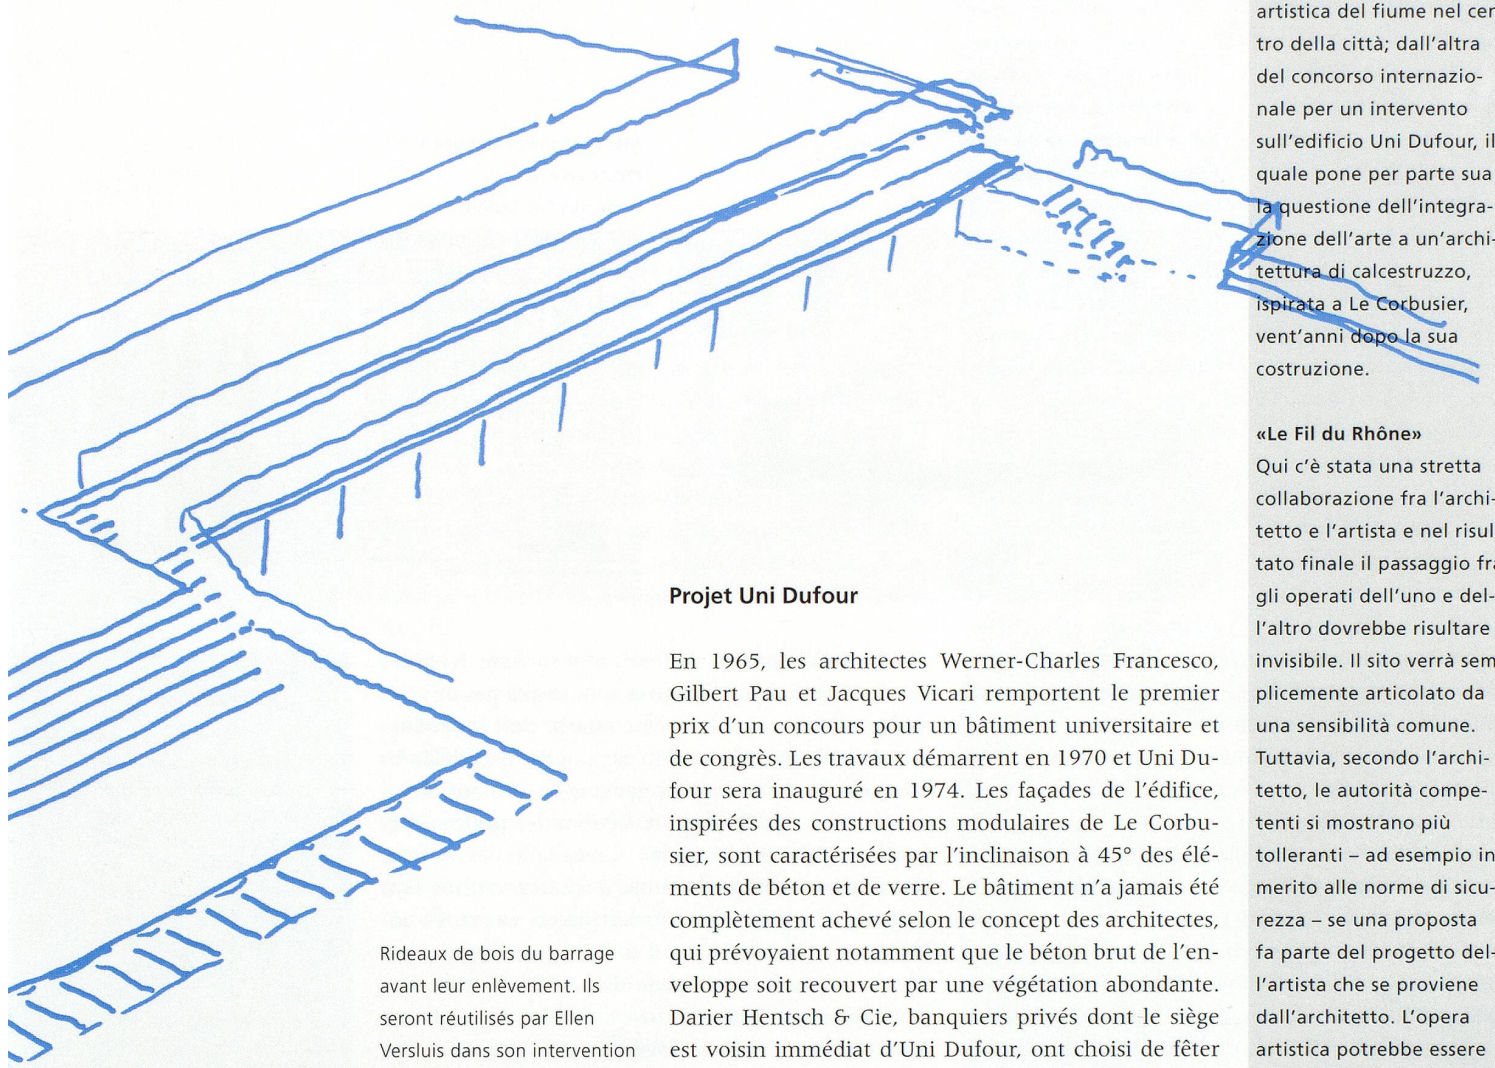 Projet Uni Dufour
En 1965, les architectes Werner-Charles Francesco,
Gilbert Pau et Jacques Vicari remportent le premier
prix d'un concours pour un bâtiment universitaire et
de congrès. Les travaux démarrent en 1970 et Uni Du-
four sera inauguré en 1974. Les façades de l'édifice,
inspirées des constructions modulaires de Le Corbu-
sier, sont caractérisées par l'inclinaison à 45° des élé-
ments de béton et de verre. Le bâtiment n'a jamais été
complètement achevé selon le concept des architectes,
qui prévoyaient notamment que le béton brut de l'en-
veloppe soit recouvert par une végétation abondante.
Darier Hentsch & Cie, banquiers privés dont le siège
est voisin immédiat d'Uni Dufour, ont choisi de fêter
Rideaux de bois du barrage
avant leur enlèvement. Ils
seront réutilisés par Ellen
Versluis dans son intervention
artistica del fiume nel cen
tro della città; dall'altra
del concorso internazio-
nale per un intervento
sull'edificio Uni Dufour, il
quale pone per parte sua
la questione dell'integra-
zione dell'arte a un'archi-
tettura di calcestruzzo,
ispirata a Le Corbusier,
vent'anni dopo la sua
costruzione.
«Le Fil du Rhône»
Qui c'è stata una stretta
collaborazione fra l'archi-
tetto e l'artista e nel risul
tato finale il passaggio fra
gli operati dell'uno e del-
l'altro dovrebbe risultare
invisibile. Il sito verrà sem
plicemente articolato da
una sensibilità comune.
Tuttavia, secondo l'archi-
tetto, le autorità compe-
tenti si mostrano più
tolleranti – ad esempio in
merito alle norme di sicu-
rezza – se una proposta
fa parte del progetto del-
l'artista che se proviene
dall'architetto. L'opera
artistica potrebbe essere